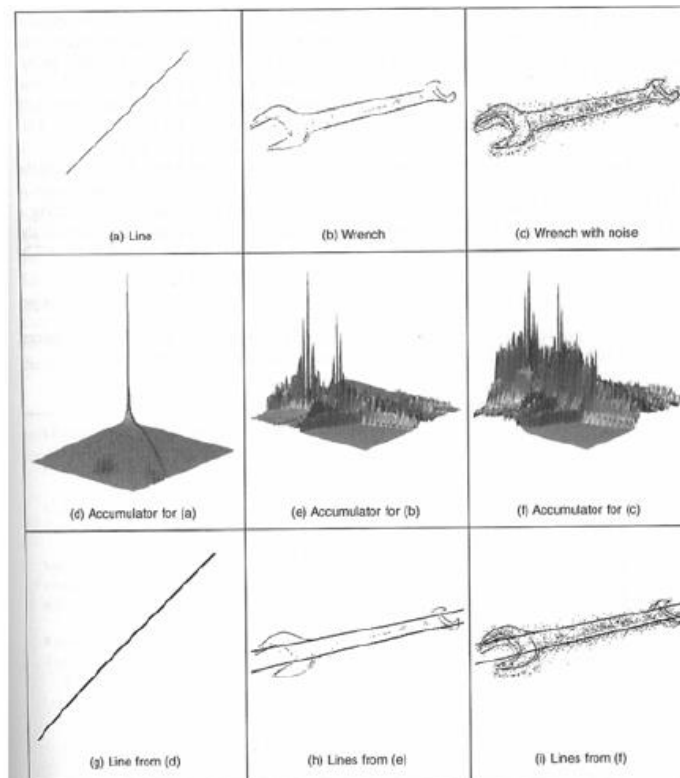 (a) Line
(b) Wrench
(c) Wrench with noise
(d) Accumulator for (a)
(e) Accumulator for (b)
(f) Accumulator for (c)
(g) Line from (d)
(h) Lines from (e)
(i) Lines from (f)